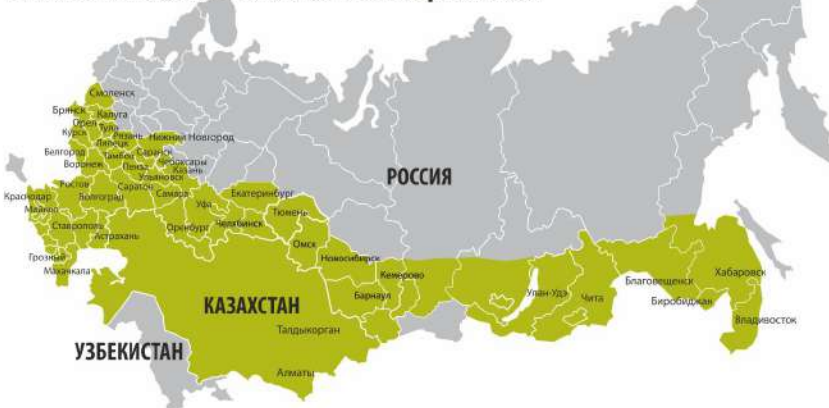 Смоленск
Брянск
Калуга
Орел
Тула
Курск
Рязань
Нижний Новгород
Липецк
Белгород
Тамбов
Саранск
Чебоксары
Воронеж
Пенза
Казань
Ульяновск
РОССИЯ
Ростов
Саратов
Самара
Екатеринбург
Краснодар
Волгоград
Уфа
Тюмень
Майкоп
Ставрополь
Оренбург
Челябинск
Астрахань
Омск
Новосибирск
Грозный
Махачкала
Кемерово
Хабаровск
Благовещенск
Улан-Удэ
Чита
Барнаул
Биробиджан
КАЗАХСТАН
Владивосток
Талдыкорган
УЗБЕКИСТАН
Алматы